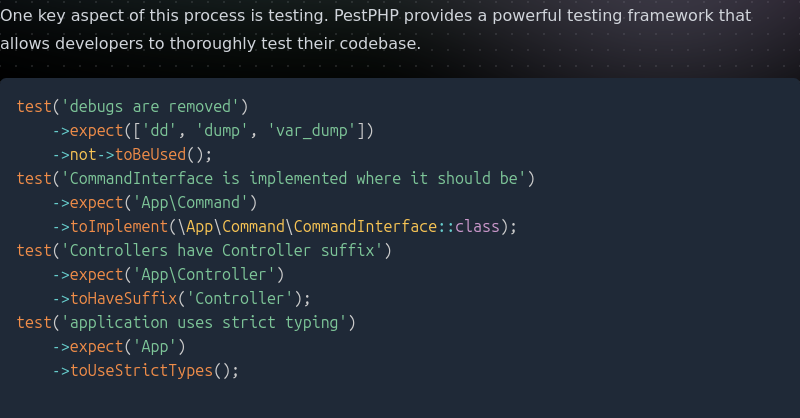 One key aspect of this process is testing. PestPHP provides a powerful testing framework that
allows developers to thoroughly test their codebase.
test('debugs are removed')
    ->expect(['dd', 'dump', 'var_dump'])
    ->not->toBeUsed();
test('CommandInterface is implemented where it should be')
    ->expect('App\Command')
    ->toImplement(\App\Command\CommandInterface::class);
test('Controllers have Controller suffix')
    ->expect('App\Controller')
    ->toHaveSuffix('Controller');
test('application uses strict typing')
    ->expect('App')
    ->toUseStrictTypes();